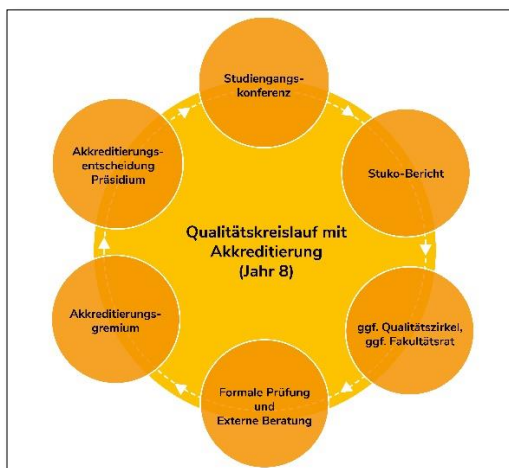 Studiengangs-
konferenz
Stuko-Bericht
ggf. Qualitätszirkel,
ggf. Fakultätsrat
Formale Prüfung
und
Externe Beratung
Akkreditierungs-
gremium
Akkreditierungs-
entscheidung
Präsidium
Qualitätskreislauf mit
Akkreditierung
(Jahr 8)